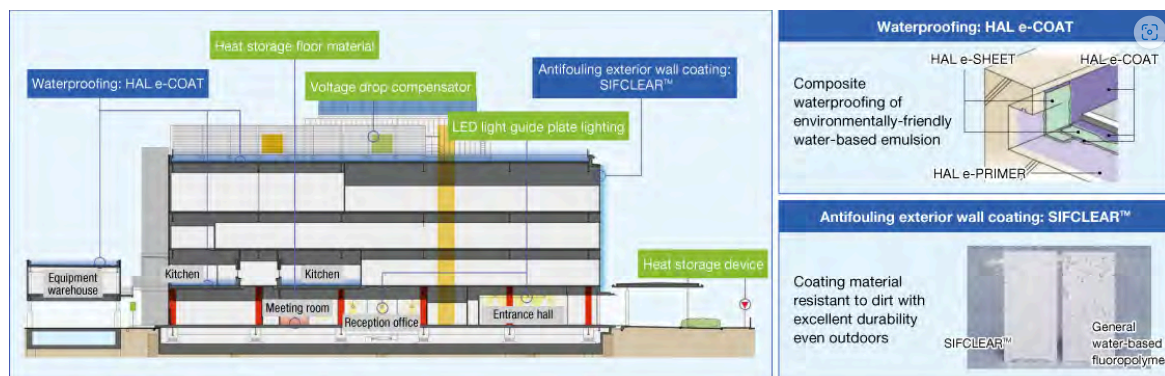 Heat storage floor material
Waterproofing: HAL e-COAT
Voltage drop compensator
Antifouling exterior wall coating:
SIFCLEAR™
LED light guide plate lighting
Kitchen
Kitchen
Equipment
warehouse
Meeting room
Reception office
Entrance hall
Heat storage device
Waterproofing: HAL e-COAT
HAL e-SHEET
HAL e-COAT
Composite
waterproofing of
environmentally-friendly
water-based emulsion
HAL e-PRIMER
Antifouling exterior wall coating: SIFCLEAR™
Coating material
resistant to dirt with
excellent durability
even outdoors
SIFCLEAR™
General
water-based
fluoropolyme